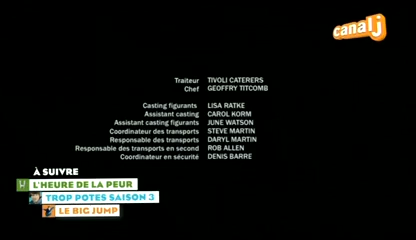 canal j
Traiteur TIVOLI CATERERS
Chef GEOFFRY TITCOMB
Casting figurants LISA RATKE
Assistant casting CAROL KORM
Assistant casting figurants JUNE WATSON
Coordinateur des transports STEVE MARTIN
Responsable des transports DARYL MARTIN
Responsable des transports en second ROB ALLEN
Coordinateur en sécurité DENIS BARRE
À SUIVRE
L'HEURE DE LA PEUR
TROP POTES SAISON 3
LE BIG JUMP